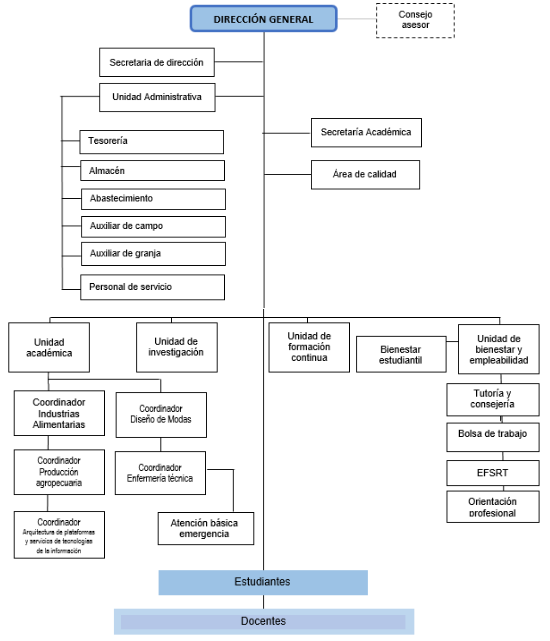 DIRECCIÓN GENERAL
Consejo
asesor
Secretaria de dirección
Unidad Administrativa
Secretaría Académica
Tesorería
Almacén
Área de calidad
Abastecimiento
Auxiliar de campo
Auxiliar de granja
Personal de servicio
Unidad
académica
Unidad de
investigación
Unidad de
formación
continua
Bienestar
estudiantil
Unidad de
bienestar y
empleabilidad
Coordinador
Industrias
Alimentarias
Coordinador
Diseño de Modas
Tutoría y
consejería
Bolsa de trabajo
Coordinador
Producción
agropecuaria
Coordinador
Enfermería técnica
EFSRT
Coordinador
Arquitectura de plataformas
y servicios de tecnologías
de la información
Atención básica
emergencia
Orientación
profesional
Estudiantes
Docentes